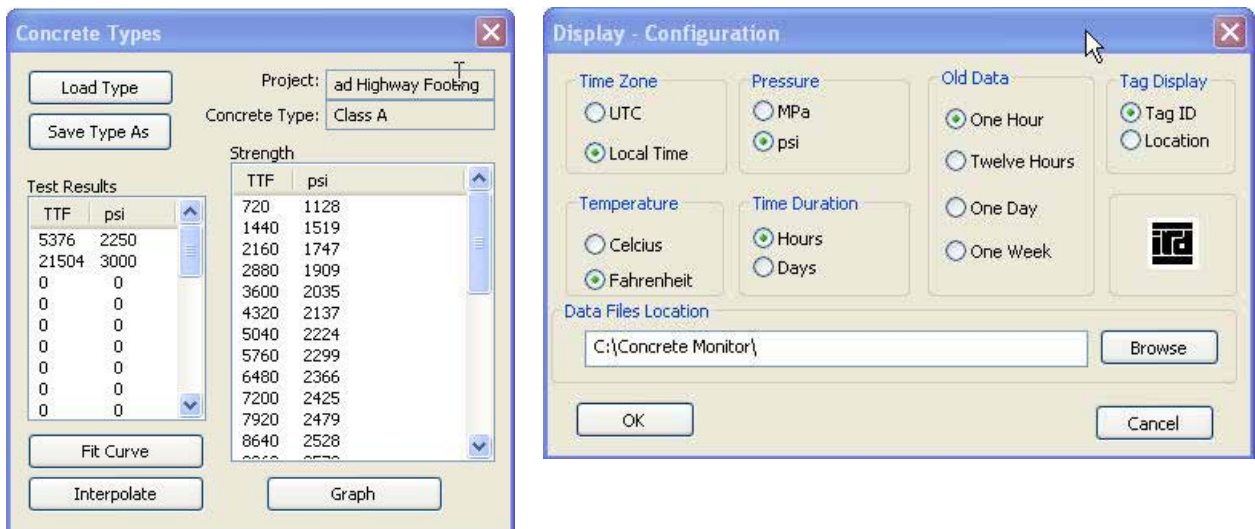 Concrete Types
Load Type
Project: ad Highway Footing
Save Type As
Concrete Type: Class A
Test Results
TTF psi
5376 2250
21504 3000
0 0
0 0
0 0
0 0
0 0
0 0
0 0
Strength
TTF psi
720 1128
1440 1519
2160 1747
2880 1909
3600 2035
4320 2137
5040 2224
5760 2299
6480 2366
7200 2425
7920 2479
8640 2528
Fit Curve
Interpolate
Graph
Display - Configuration
Time Zone
UTC
Local Time
Pressure
MPa
psi
Old Data
One Hour
Twelve Hours
One Day
One Week
Tag Display
Tag ID
Location
Temperature
Celcius
Fahrenheit
Time Duration
Hours
Days
ird
Data Files Location
C:\Concrete Monitor\
Browse
OK
Cancel